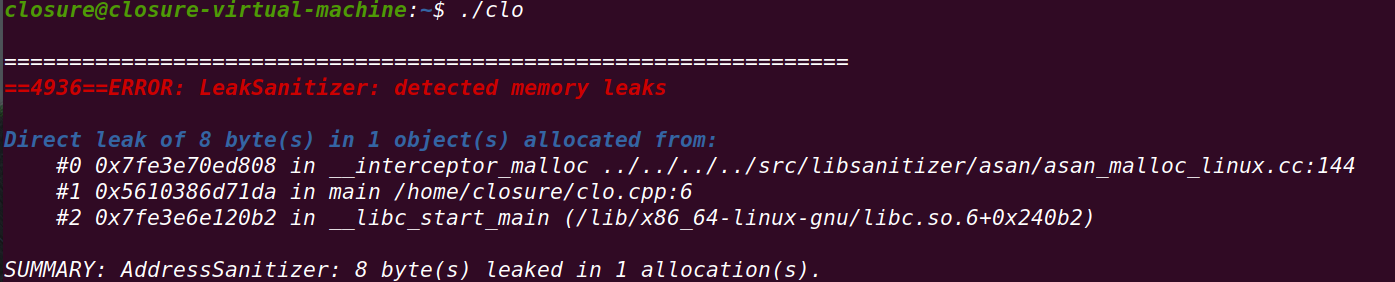 closure@closure-virtual-machine:~$ ./clo
=================================================================
==4936==ERROR: LeakSanitizer: detected memory leaks
Direct leak of 8 byte(s) in 1 object(s) allocated from:
    #0 0x7fe3e70ed808 in __interceptor_malloc ../../../../src/libsanitizer/asan/asan_malloc_linux.cc:144
    #1 0x5610386d71da in main /home/closure/clo.cpp:6
    #2 0x7fe3e6e120b2 in __libc_start_main (/lib/x86_64-linux-gnu/libc.so.6+0x240b2)
SUMMARY: AddressSanitizer: 8 byte(s) leaked in 1 allocation(s).